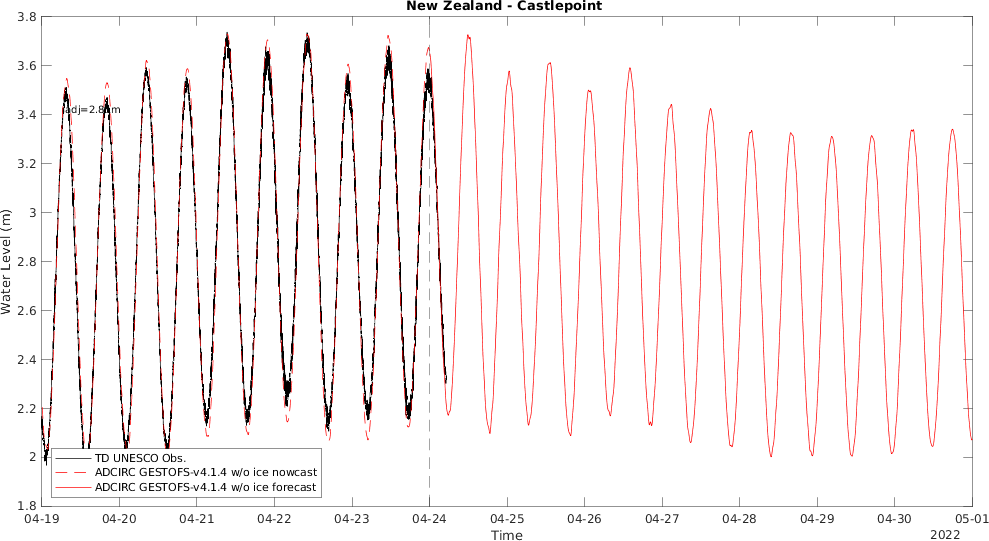 New Zealand - Castlepoint
3.8
3.6
3.4
3.2
3
2.8
2.6
2.4
2.2
2
1.8
Water Level (m)
TD UNESCO Obs.
ADCIRC GESTOFS-v4.1.4 w/o ice nowcast
ADCIRC GESTOFS-v4.1.4 w/o ice forecast
04-19 04-20 04-21 04-22 04-23 04-24 04-25 04-26 04-27 04-28 04-29 04-30 05-01
Time
2022